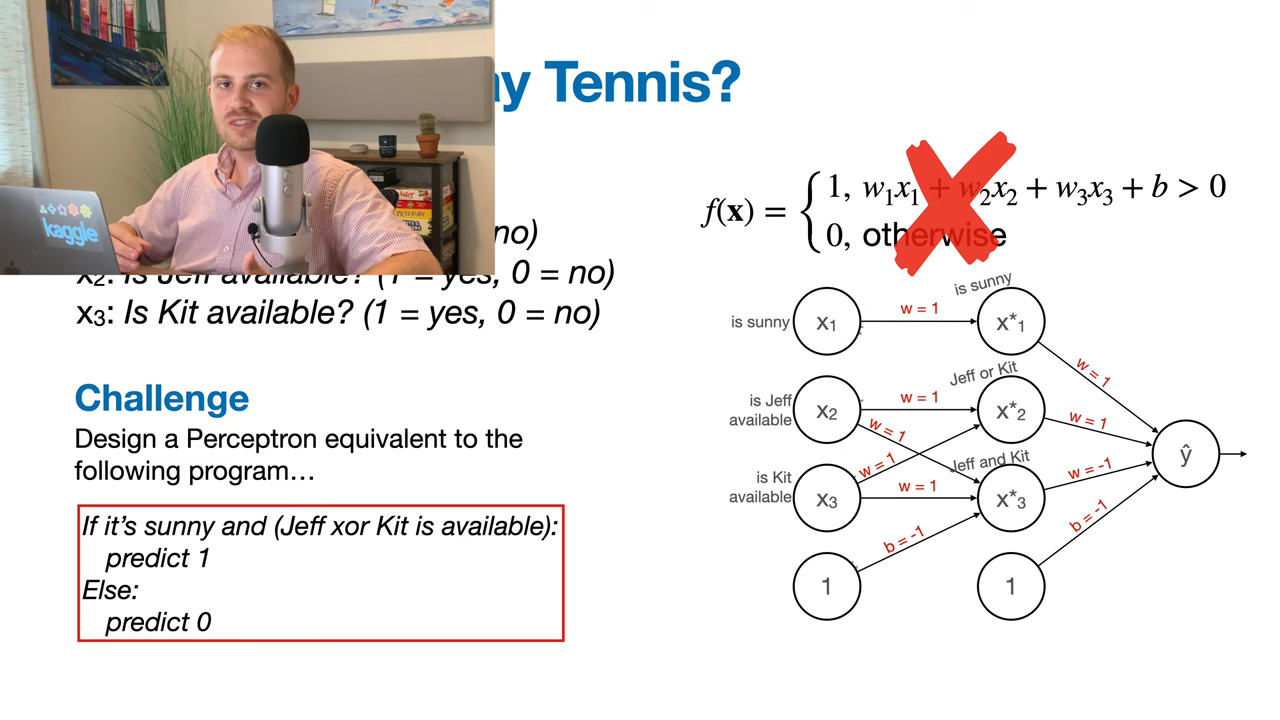 ay Tennis?
kaggle
no)
x₂: Is Jeff available? (1 = yes, 0 = no)
x₃: Is Kit available? (1 = yes, 0 = no)
Challenge
Design a Perceptron equivalent to the
following program…
If it's sunny and (Jeff xor Kit is available):
predict 1
Else:
predict 0
f(x) = { 1, w₁x₁ + w₂x₂ + w₃x₃ + b > 0
0, otherwise
is sunny
is sunny
x₁
w = 1
x*₁
w = 1
Jeff or Kit
is Jeff
available
x₂
w = 1
x*₂
w = 1
w = 1
w = 1
Jeff and Kit
is Kit
available
x₃
w = 1
x*₃
w = -1
ŷ
b = -1
b = -1
1
1